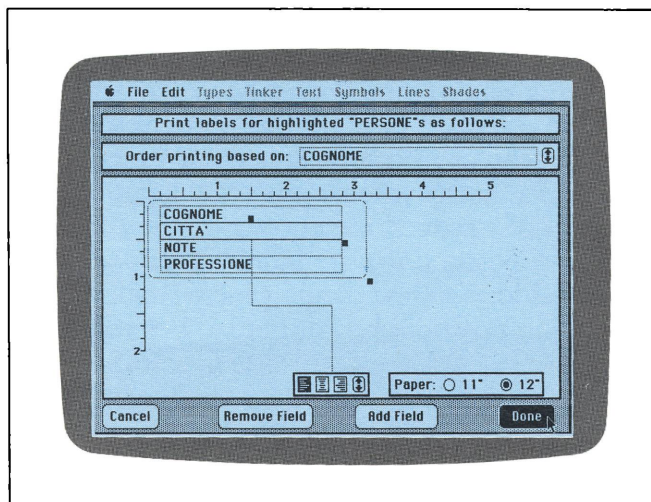 File Edit Types Tinker Text Symbols Lines Shades
Print labels for highlighted "PERSONE"s as follows:
Order printing based on: COGNOME
1 2 3 4 5
COGNOME
CITTA'
NOTE
PROFESSIONE
1
2
Paper: 11" 12"
Cancel Remove Field Add Field Done